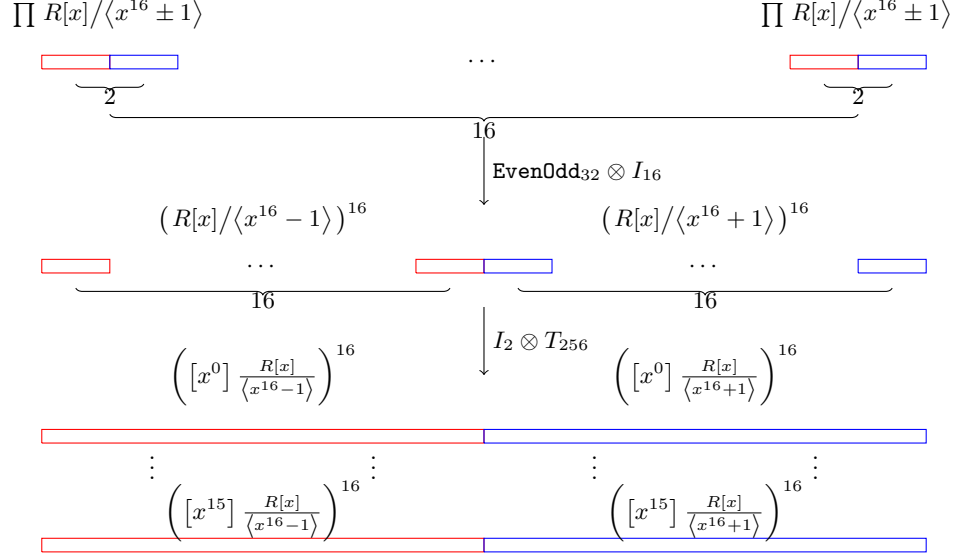 ∏ R[x]/⟨x^16 ± 1⟩ ∏ R[x]/⟨x^16 ± 1⟩
⋯
2 2
16
EvenOdd_32 ⊗ I_16
(R[x]/⟨x^16 − 1⟩)^16 (R[x]/⟨x^16 + 1⟩)^16
⋯ ⋯
16 16
I_2 ⊗ T_256
([x^0] R[x]/⟨x^16−1⟩)^16 ([x^0] R[x]/⟨x^16+1⟩)^16
⋮ ⋮ ⋮ ⋮
([x^15] R[x]/⟨x^16−1⟩)^16 ([x^15] R[x]/⟨x^16+1⟩)^16